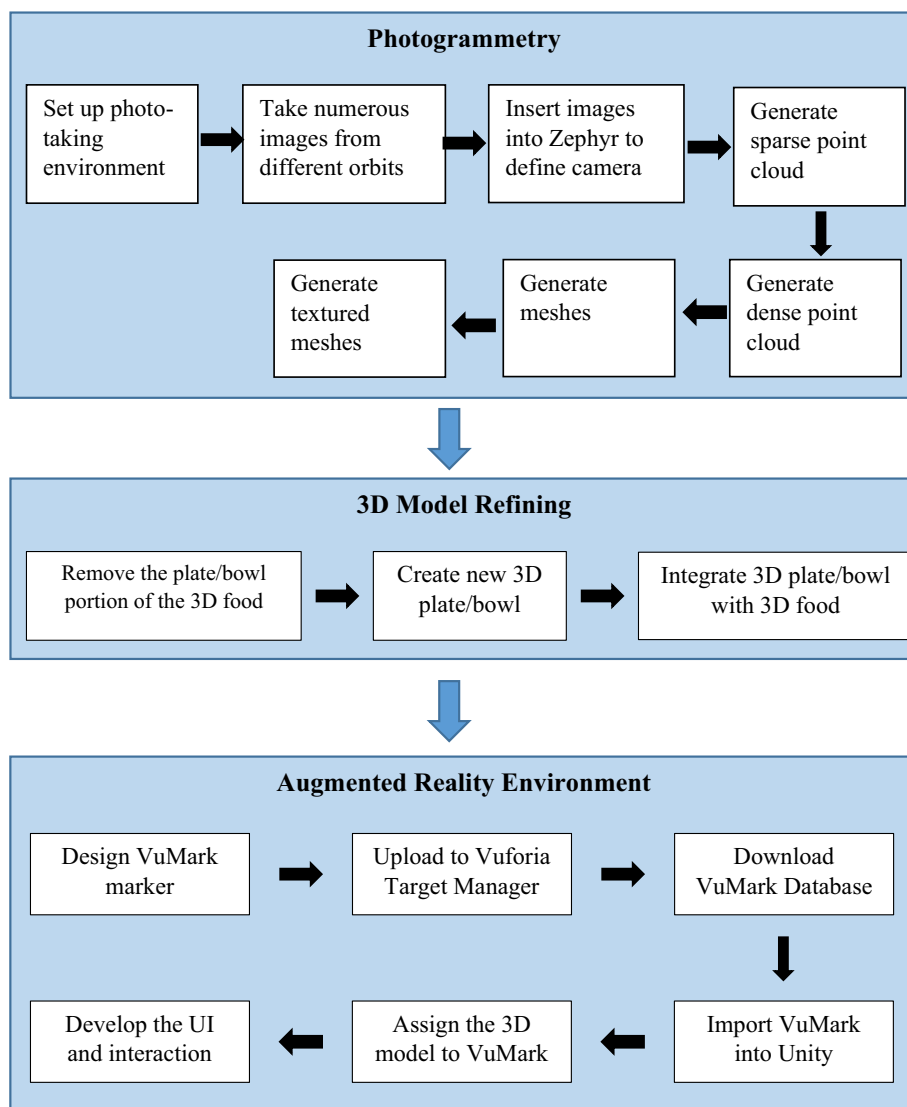 Photogrammetry
Set up photo-
taking
environment
Take numerous
images from
different orbits
Insert images
into Zephyr to
define camera
Generate
sparse point
cloud
Generate
dense point
cloud
Generate
meshes
Generate
textured
meshes
3D Model Refining
Remove the plate/bowl
portion of the 3D food
Create new 3D
plate/bowl
Integrate 3D plate/bowl
with 3D food
Augmented Reality Environment
Design VuMark
marker
Upload to Vuforia
Target Manager
Download
VuMark Database
Import VuMark
into Unity
Assign the 3D
model to VuMark
Develop the UI
and interaction